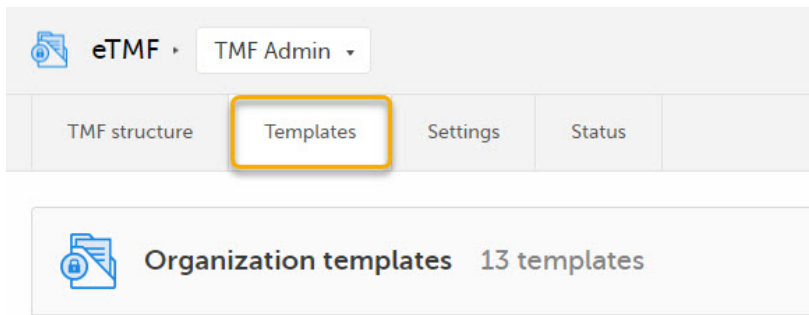 eTMF TMF Admin
TMF structure Templates Settings Status
Organization templates 13 templates